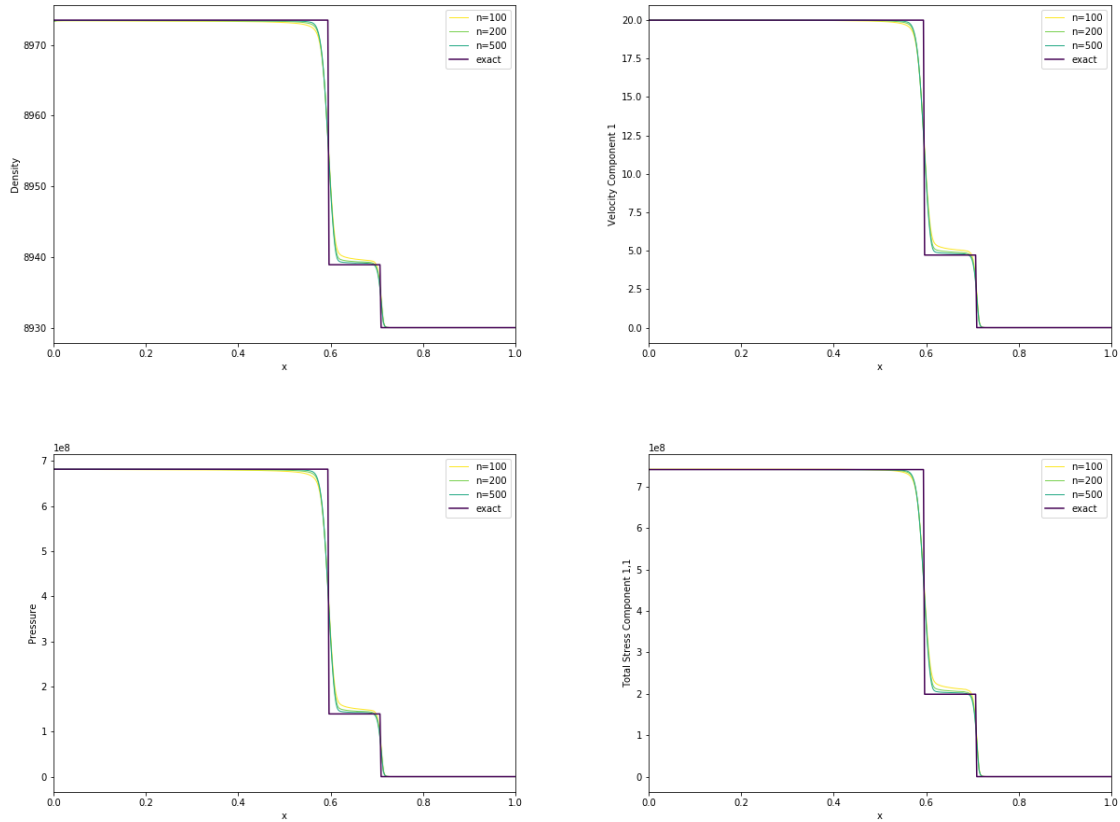 n=100
n=200
n=500
exact
8970
8960
8950
8940
8930
Density
0.0 0.2 0.4 0.6 0.8 1.0
x
n=100
n=200
n=500
exact
20.0
17.5
15.0
12.5
10.0
7.5
5.0
2.5
0.0
Velocity Component 1
0.0 0.2 0.4 0.6 0.8 1.0
x
1e8
n=100
n=200
n=500
exact
7
6
5
4
3
2
1
0
Pressure
0.0 0.2 0.4 0.6 0.8 1.0
x
1e8
n=100
n=200
n=500
exact
7
6
5
4
3
2
1
0
Total Stress Component 1,1
0.0 0.2 0.4 0.6 0.8 1.0
x